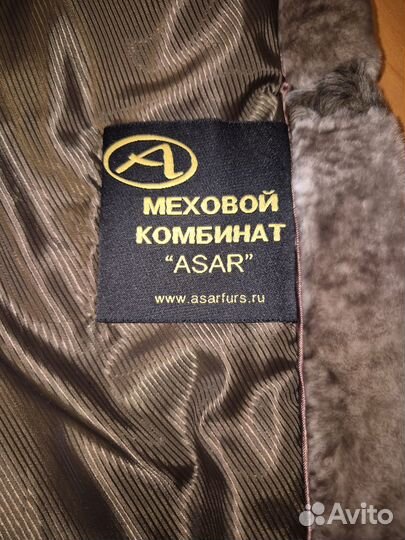 A
МЕХОВОЙ
КОМБИНАТ
“ASAR”
www.asarfurs.ru
Avito